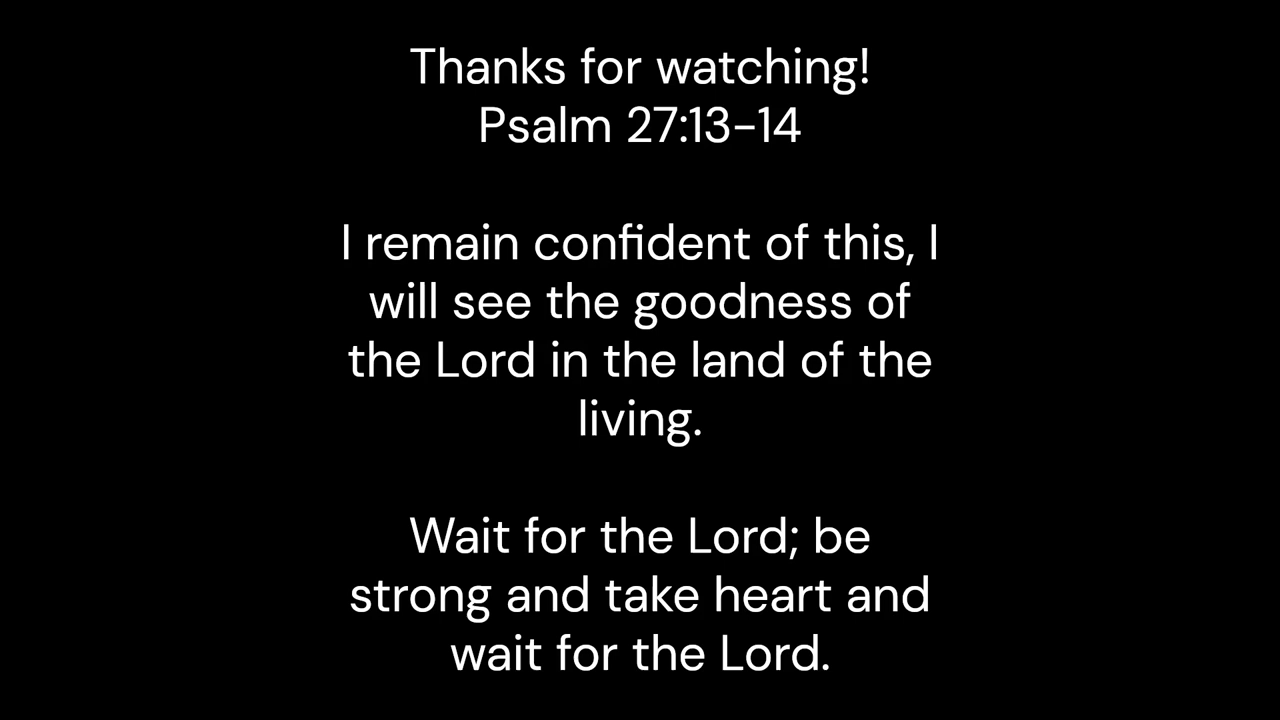 Thanks for watching!
Psalm 27:13-14
I remain confident of this, I
will see the goodness of
the Lord in the land of the
living.
Wait for the Lord; be
strong and take heart and
wait for the Lord.